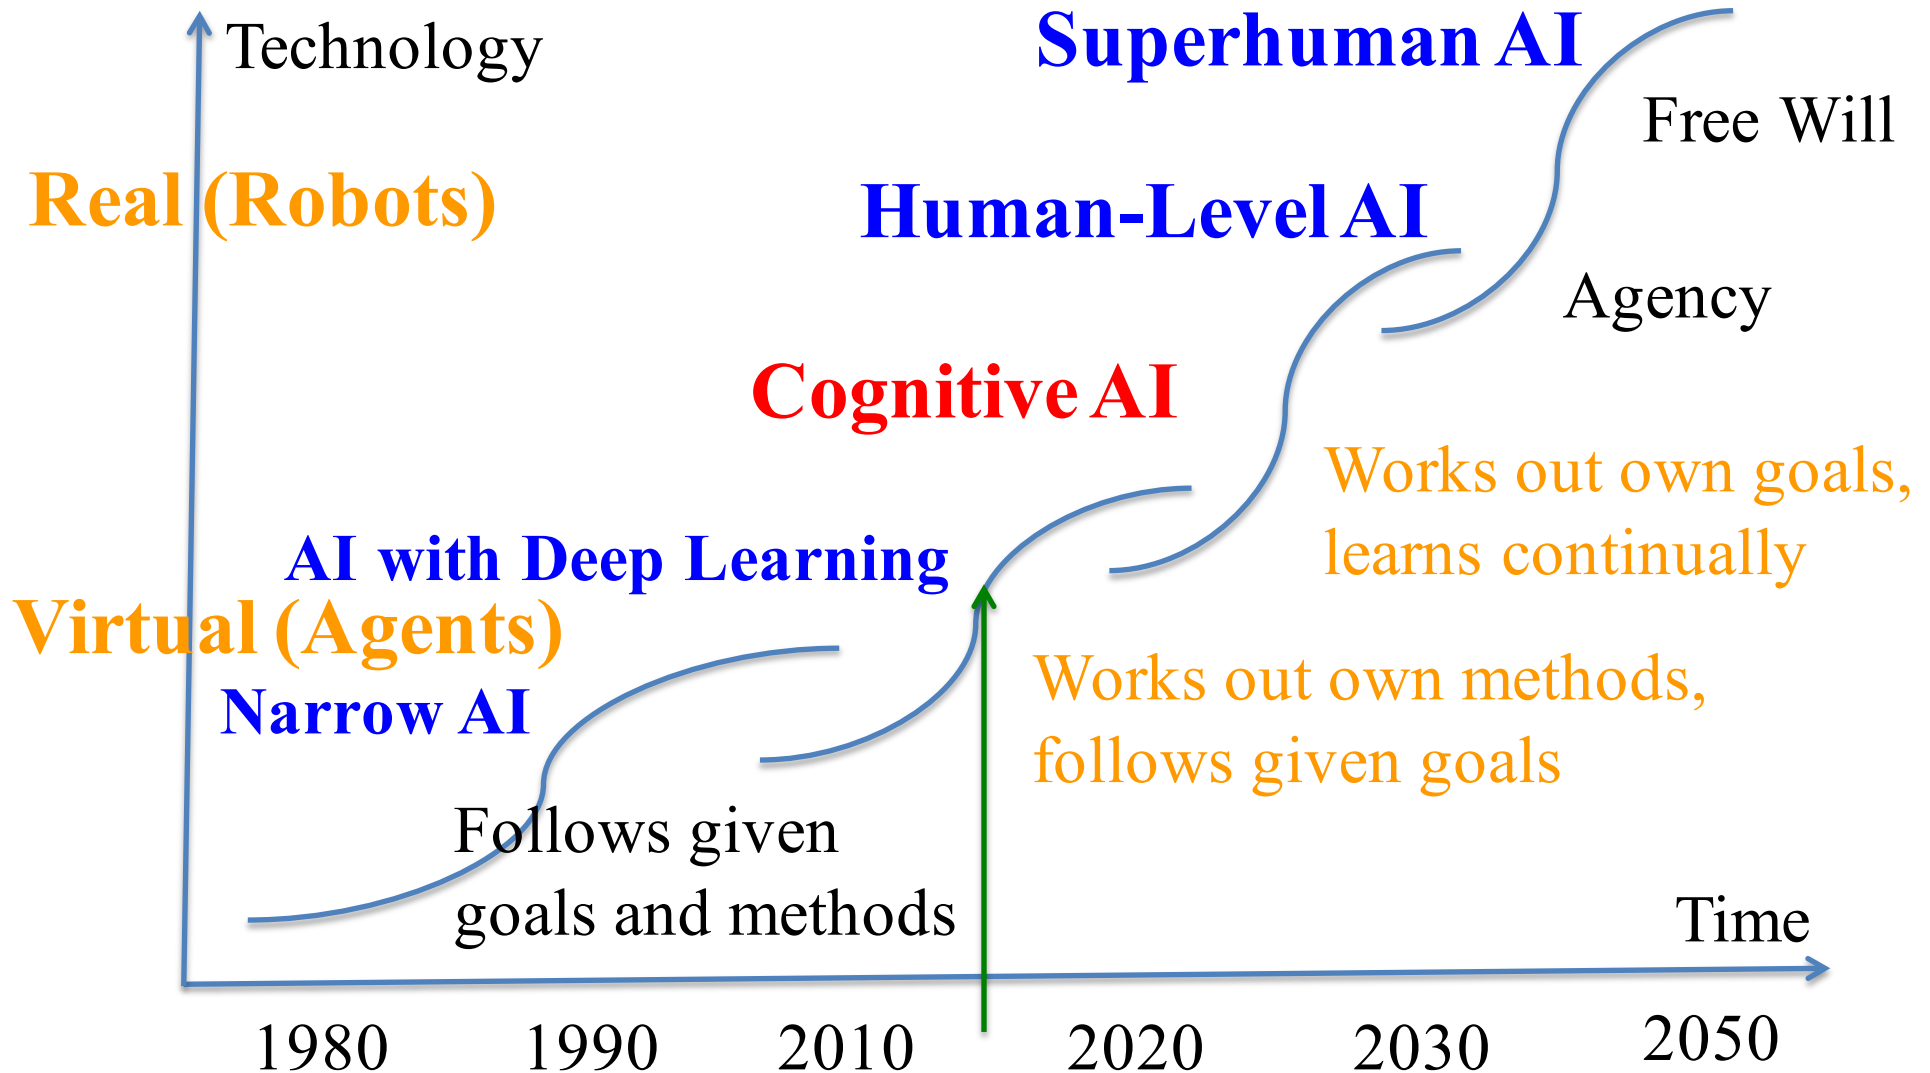 Technology
Superhuman AI
Free Will
Real (Robots)
Human-Level AI
Agency
Cognitive AI
Works out own goals,
learns continually
AI with Deep Learning
Virtual (Agents)
Works out own methods,
follows given goals
Narrow AI
Follows given
goals and methods
Time
1980
1990
2010
2020
2030
2050